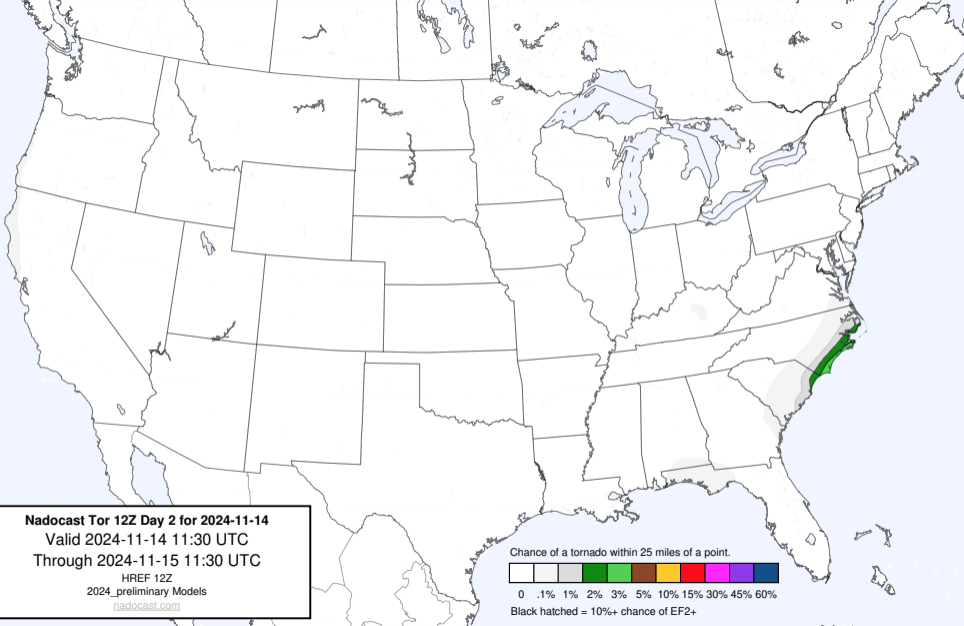 Nadocast Tor 12Z Day 2 for 2024-11-14
Valid 2024-11-14 11:30 UTC
Through 2024-11-15 11:30 UTC
HREF 12Z
2024_preliminary Models
nadocast.com
Chance of a tornado within 25 miles of a point.
0 .1% 1% 2% 3% 5% 10% 15% 30% 45% 60%
Black hatched = 10%+ chance of EF2+